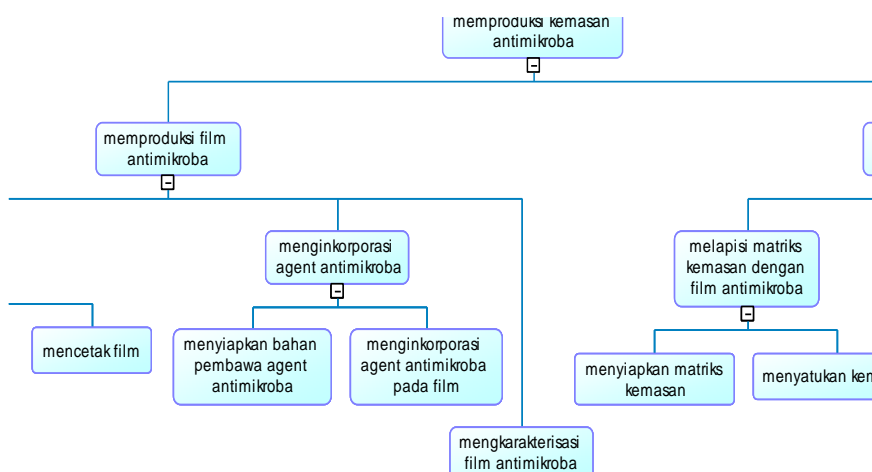 memproduksi kemasan
antimikroba
memproduksi film
antimikroba
menginkorporasi
agent antimikroba
melapisi matriks
kemasan dengan
film antimikroba
mencetak film
menyiapkan bahan
pembawa agent
antimikroba
menginkorporasi
agent antimikroba
pada film
menyiapkan matriks
kemasan
menyatukan
mengkarakterisasi
film antimikroba